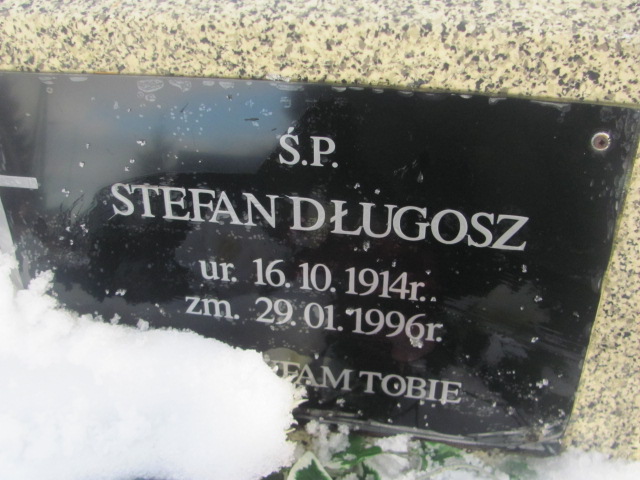 Ś.P.
STEFAN DŁUGOSZ
ur. 16.10.1914r.
zm. 29.01.1996r.
TOBIE